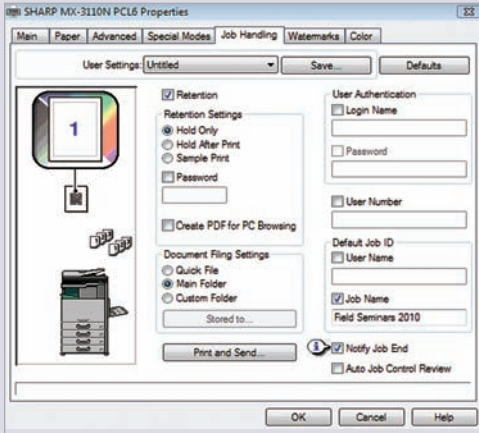 SHARP MX-3110N PCL6 Properties
Main Paper Advanced Special Modes Job Handling Watermarks Color
User Settings: Untitled Save... Defaults
1
Retention
Retention Settings
Hold Only
Hold After Print
Sample Print
Password
Create PDF for PC Browsing
Document Filing Settings
Quick File
Main Folder
Custom Folder
Stored to...
Print and Send...
User Authentication
Login Name
Password
User Number
Default Job ID
User Name
Job Name
Field Seminars 2010
Notify Job End
Auto Job Control Review
OK Cancel Help